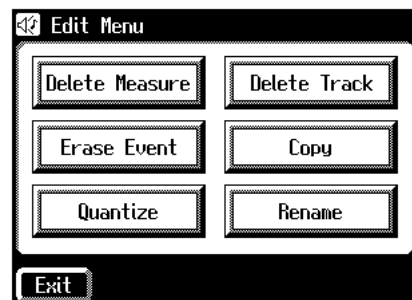 Edit Menu
Delete Measure
Delete Track
Erase Event
Copy
Quantize
Rename
Exit